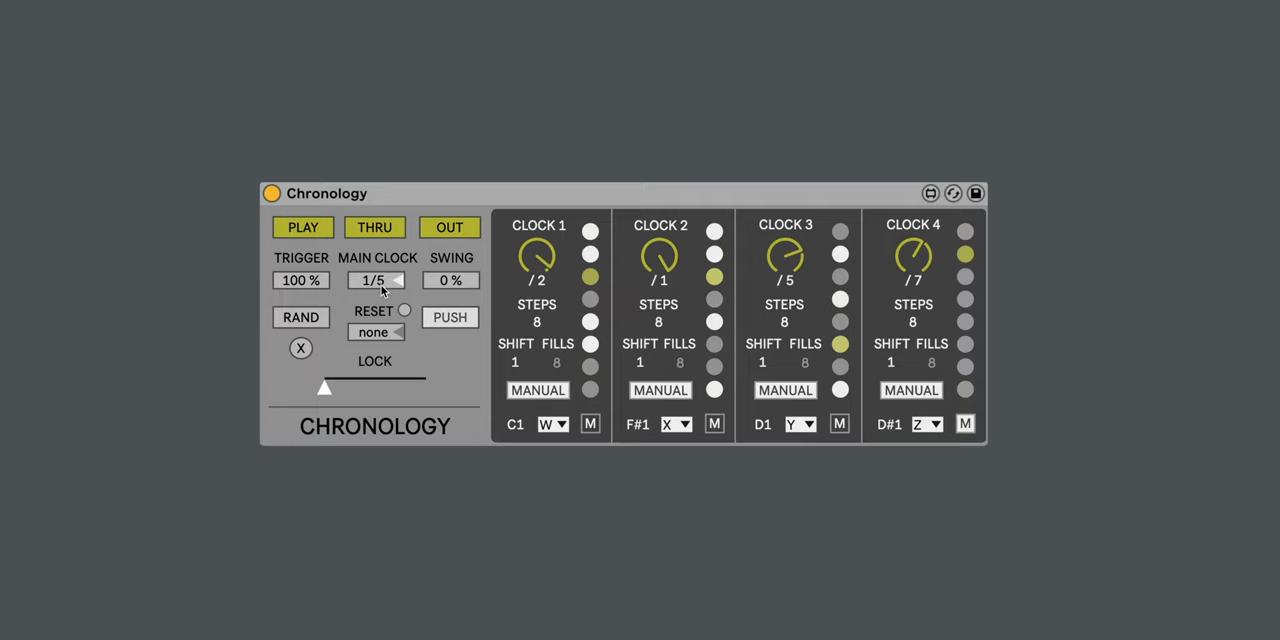 Chronology
PLAY THRU OUT
TRIGGER MAIN CLOCK SWING
100 % 1/5 0 %
RAND RESET PUSH
none
X
LOCK
CHRONOLOGY
CLOCK 1
/ 2
STEPS
8
SHIFT FILLS
1 8
MANUAL
C1 W M
CLOCK 2
/ 1
STEPS
8
SHIFT FILLS
1 8
MANUAL
F#1 X M
CLOCK 3
/ 5
STEPS
8
SHIFT FILLS
1 8
MANUAL
D1 Y M
CLOCK 4
/ 7
STEPS
8
SHIFT FILLS
1 8
MANUAL
D#1 Z M